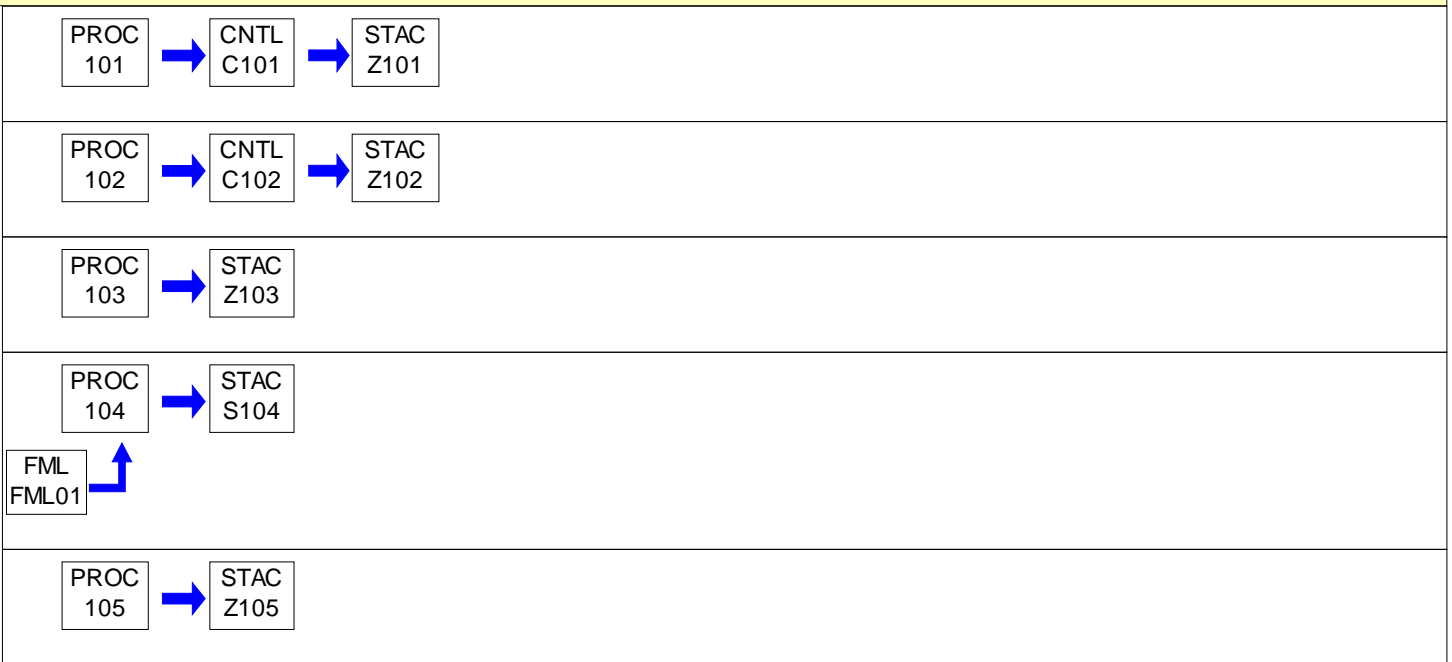 PROC
101
CNTL
C101
STAC
Z101
PROC
102
CNTL
C102
STAC
Z102
PROC
103
STAC
Z103
PROC
104
STAC
S104
FML
FML01
PROC
105
STAC
Z105